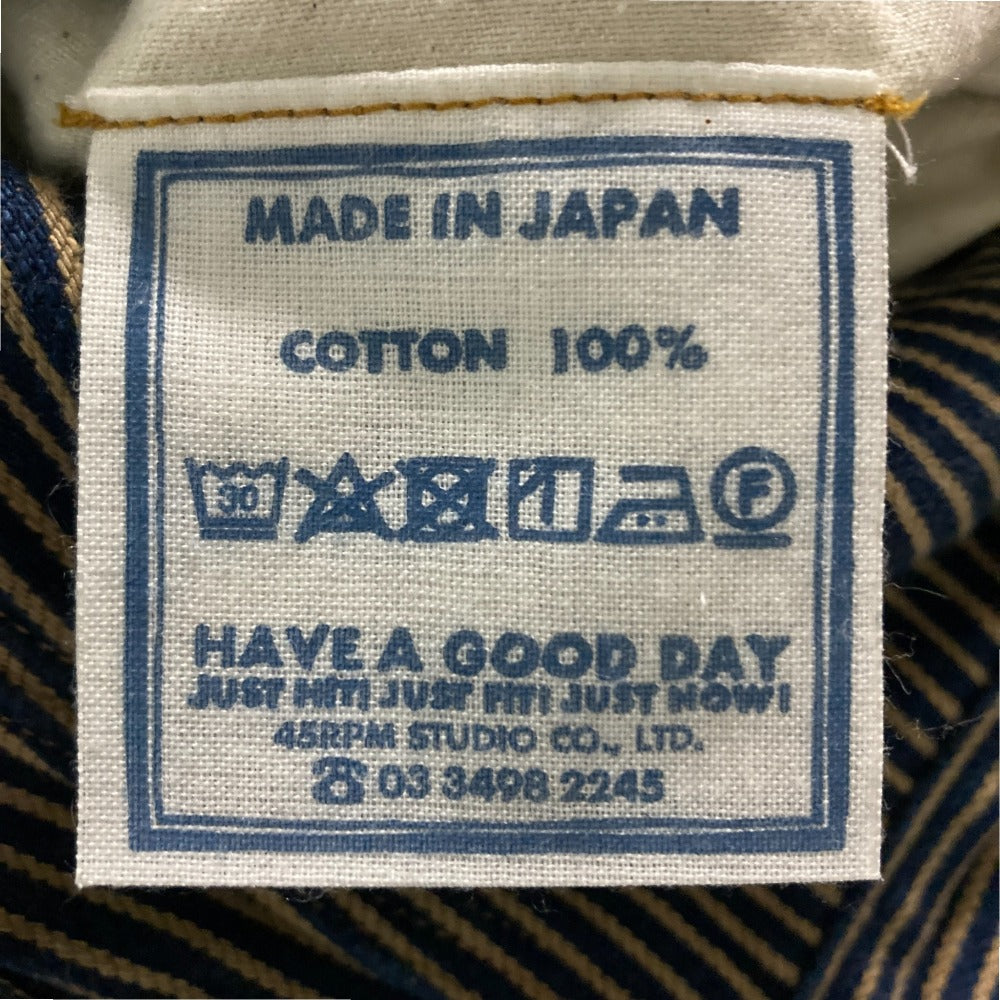 MADE IN JAPAN
COTTON 100%
30 F
HAVE A GOOD DAY
JUST HIT! JUST FIT! JUST NOW!
45RPM STUDIO CO., LTD.
☎ 03 3498 2245